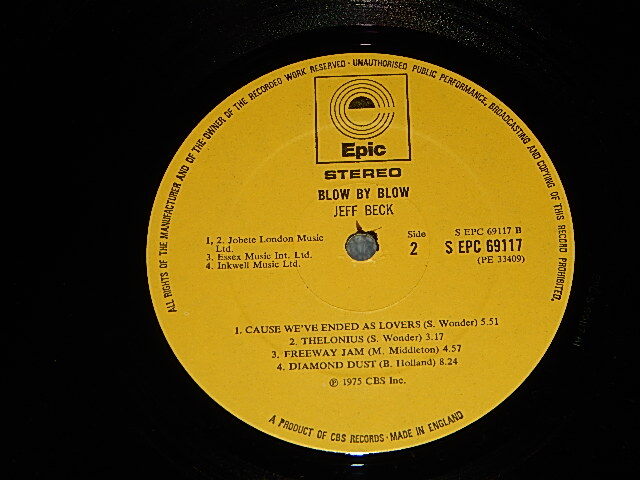 ALL RIGHTS OF THE MANUFACTURER AND OF THE OWNER OF THE RECORDED WORK RESERVED · UNAUTHORISED PUBLIC PERFORMANCE, BROADCASTING AND COPYING OF THIS RECORD PROHIBITED.
Epic
STEREO
BLOW BY BLOW
JEFF BECK
1, 2. Jobete London Music
Ltd.
3. Essex Music Int. Ltd.
4. Inkwell Music Ltd.
Side
2
S EPC 69117 B
S EPC 69117
(PE 33409)
1. CAUSE WE'VE ENDED AS LOVERS (S. Wonder) 5.51
2. THELONIUS (S. Wonder) 3.17
3. FREEWAY JAM (M. Middleton) 4.57
4. DIAMOND DUST (B. Holland) 8.24
℗ 1975 CBS Inc.
A PRODUCT OF CBS RECORDS · MADE IN ENGLAND